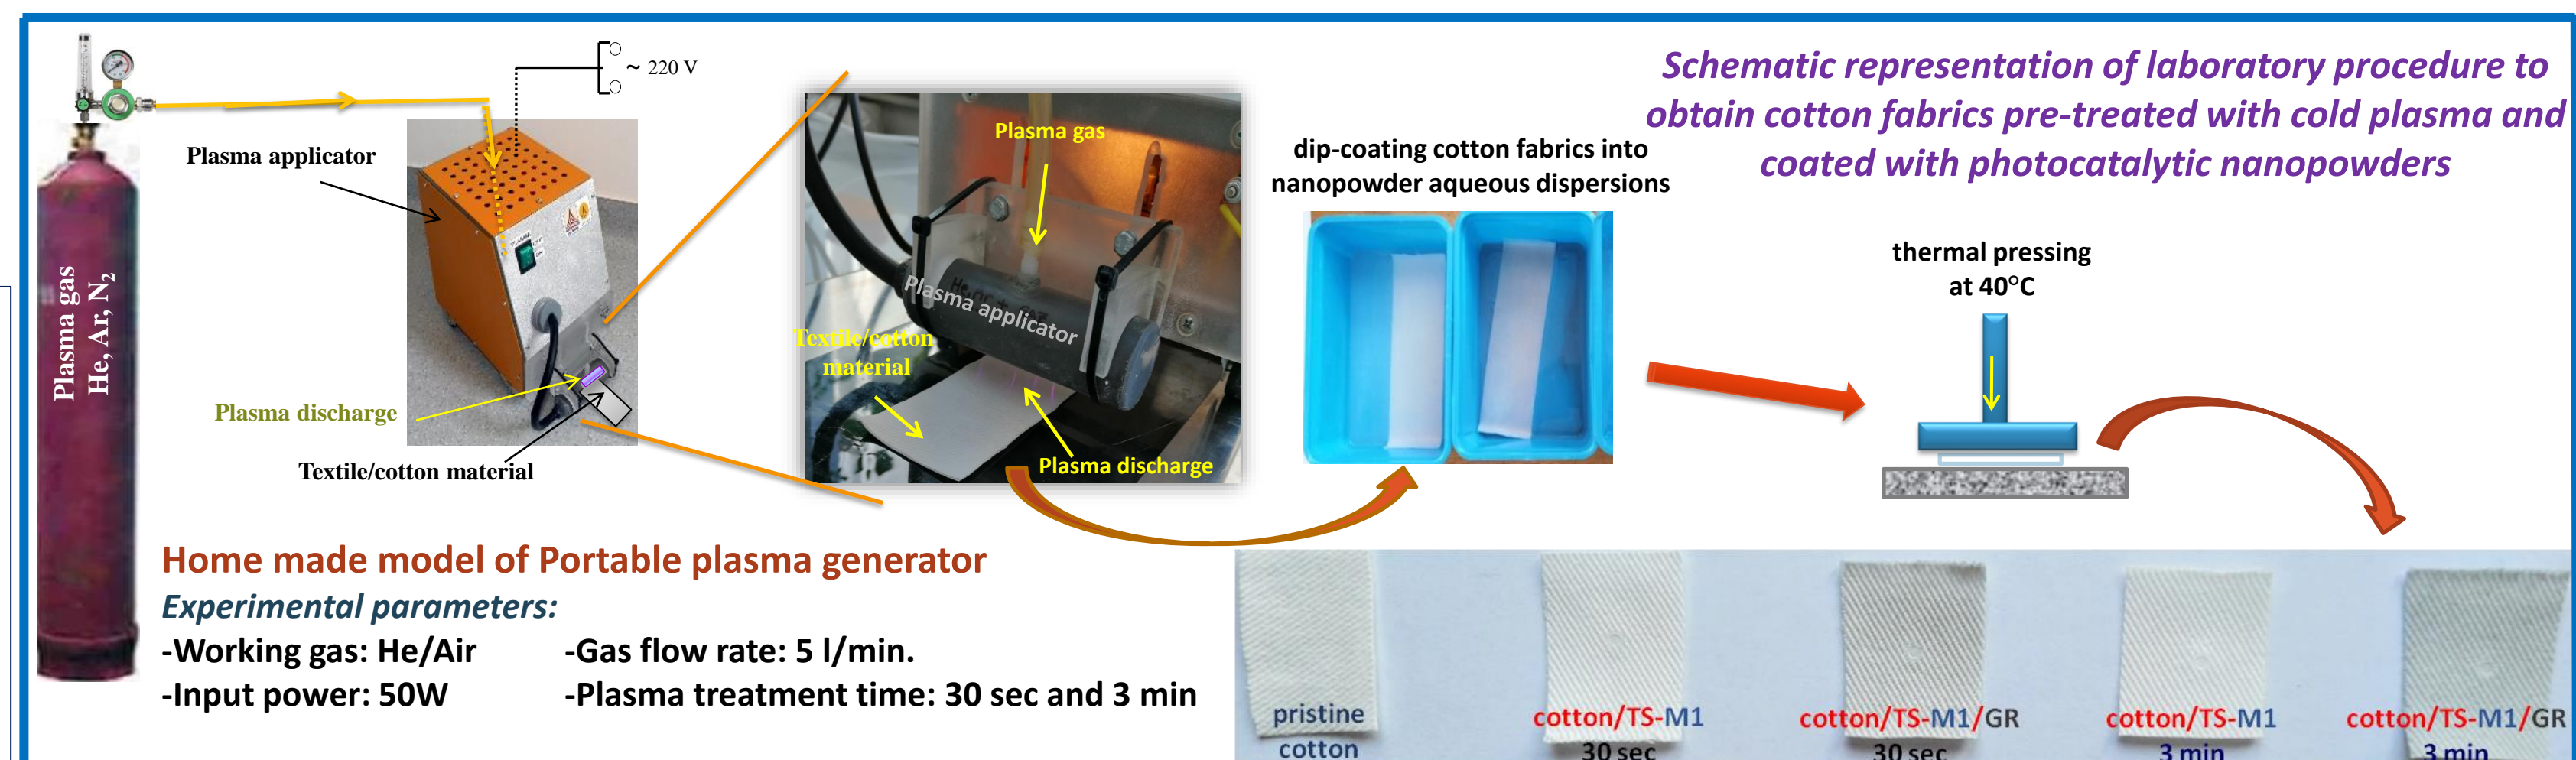 Schematic representation of laboratory procedure to
obtain cotton fabrics pre-treated with cold plasma and
coated with photocatalytic nanopowders
~ 220 V
Plasma applicator
Plasma gas
He, Ar, N₂
Plasma discharge
Textile/cotton material
Plasma gas
Plasma applicator
Textile/cotton
material
Plasma discharge
dip-coating cotton fabrics into
nanopowder aqueous dispersions
thermal pressing
at 40°C
Home made model of Portable plasma generator
Experimental parameters:
-Working gas: He/Air
-Gas flow rate: 5 l/min.
-Input power: 50W
-Plasma treatment time: 30 sec and 3 min
pristine
cotton
cotton/TS-M1
30 sec
cotton/TS-M1/GR
30 sec
cotton/TS-M1
3 min
cotton/TS-M1/GR
3 min